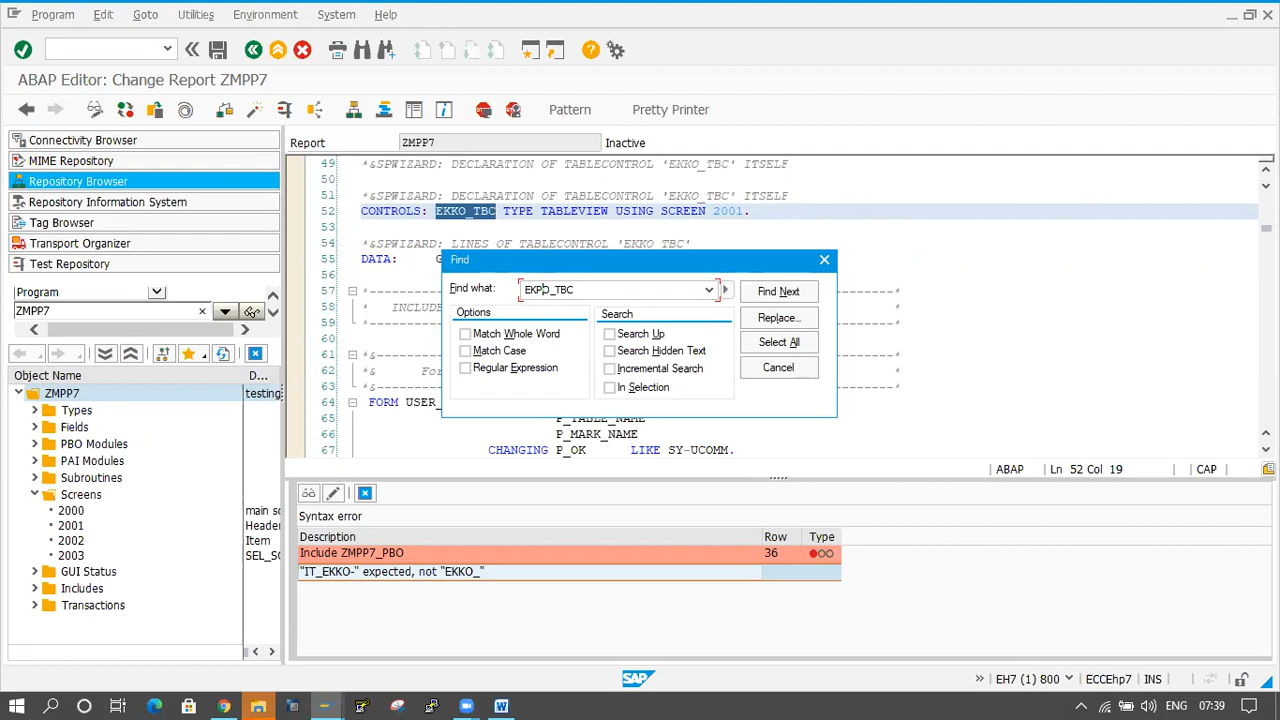 Program Edit Goto Utilities Environment System Help
ABAP Editor: Change Report ZMPP7
Pattern Pretty Printer
Connectivity Browser
MIME Repository
Repository Browser
Repository Information System
Tag Browser
Transport Organizer
Test Repository
Program
ZMPP7
Object Name D...
ZMPP7 testing
Types
Fields
PBO Modules
PAI Modules
Subroutines
Screens
2000 main sc
2001 Header
2002 Item
2003 SEL_SC
GUI Status
Includes
Transactions
Report ZMPP7 Inactive
49 *&SPWIZARD: DECLARATION OF TABLECONTROL 'EKKO_TBC' ITSELF
50
51 *&SPWIZARD: DECLARATION OF TABLECONTROL 'EKKO_TBC' ITSELF
52 CONTROLS: EKKO_TBC TYPE TABLEVIEW USING SCREEN 2001.
53
54 *&SPWIZARD: LINES OF TABLECONTROL 'EKKO_TBC'
55 DATA: G
56
57 *----
58 * INCLUDE
59 *----
60
61 *&---
62 *& For
63 *&---
64 FORM USER_
65 P_TABLE_NAME
66 P_MARK_NAME
67 CHANGING P_OK LIKE SY-UCOMM.
Find
Find what: EKPO_TBC Find Next
Options Search
Replace...
Match Whole Word Search Up
Select All
Match Case Search Hidden Text
Regular Expression Incremental Search Cancel
In Selection
ABAP Ln 52 Col 19 CAP
Syntax error
Description Row Type
Include ZMPP7_PBO 36
"IT_EKKO-" expected, not "EKKO_"
SAP
EH7 (1) 800 ECCEhp7 INS
ENG 07:39